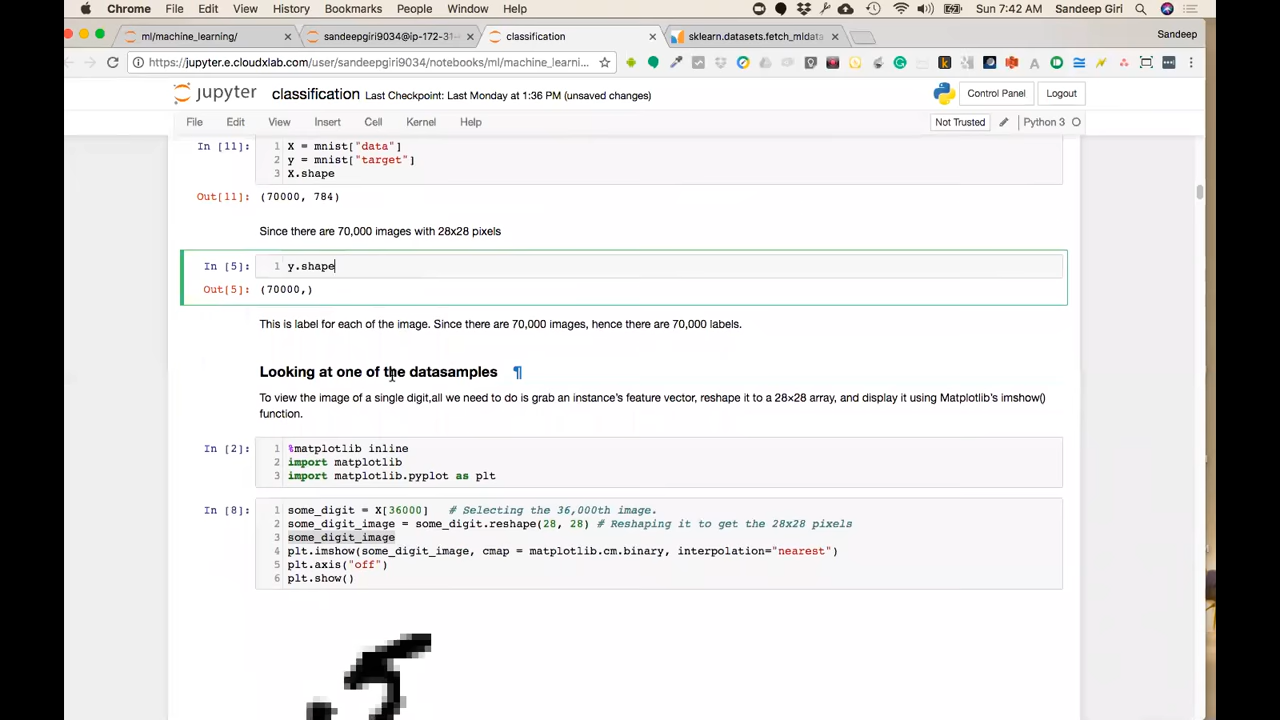 Chrome File Edit View History Bookmarks People Window Help Sun 7:42 AM Sandeep Giri
ml/machine_learning/ sandeepgiri9034@ip-172-31- classification sklearn.datasets.fetch_mldata Sandeep
https://jupyter.e.cloudxlab.com/user/sandeepgiri9034/notebooks/ml/machine_learni...
jupyter classification Last Checkpoint: Last Monday at 1:36 PM (unsaved changes) Control Panel Logout
File Edit View Insert Cell Kernel Help Not Trusted Python 3
In [11]: 1 X = mnist["data"]
2 y = mnist["target"]
3 X.shape
Out[11]: (70000, 784)
Since there are 70,000 images with 28x28 pixels
In [5]: 1 y.shape
Out[5]: (70000,)
This is label for each of the image. Since there are 70,000 images, hence there are 70,000 labels.
Looking at one of the datasamples ¶
To view the image of a single digit,all we need to do is grab an instance's feature vector, reshape it to a 28×28 array, and display it using Matplotlib's imshow()
function.
In [2]: 1 %matplotlib inline
2 import matplotlib
3 import matplotlib.pyplot as plt
In [8]: 1 some_digit = X[36000] # Selecting the 36,000th image.
2 some_digit_image = some_digit.reshape(28, 28) # Reshaping it to get the 28x28 pixels
3 some_digit_image
4 plt.imshow(some_digit_image, cmap = matplotlib.cm.binary, interpolation="nearest")
5 plt.axis("off")
6 plt.show()